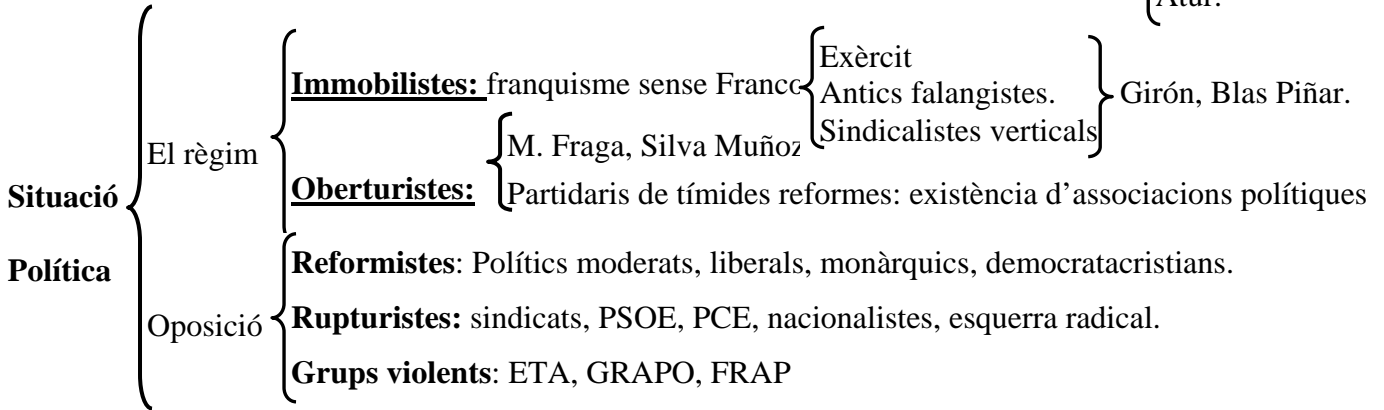 Atur.
Situació
Política
El règim
Immobilistes: franquisme sense Franco
Exèrcit
Antics falangistes.
Sindicalistes verticals
Girón, Blas Piñar.
Oberturistes:
M. Fraga, Silva Muñoz
Partidaris de tímides reformes: existència d’associacions polítiques
Oposició
Reformistes: Polítics moderats, liberals, monàrquics, democratacristians.
Rupturistes: sindicats, PSOE, PCE, nacionalistes, esquerra radical.
Grups violents: ETA, GRAPO, FRAP